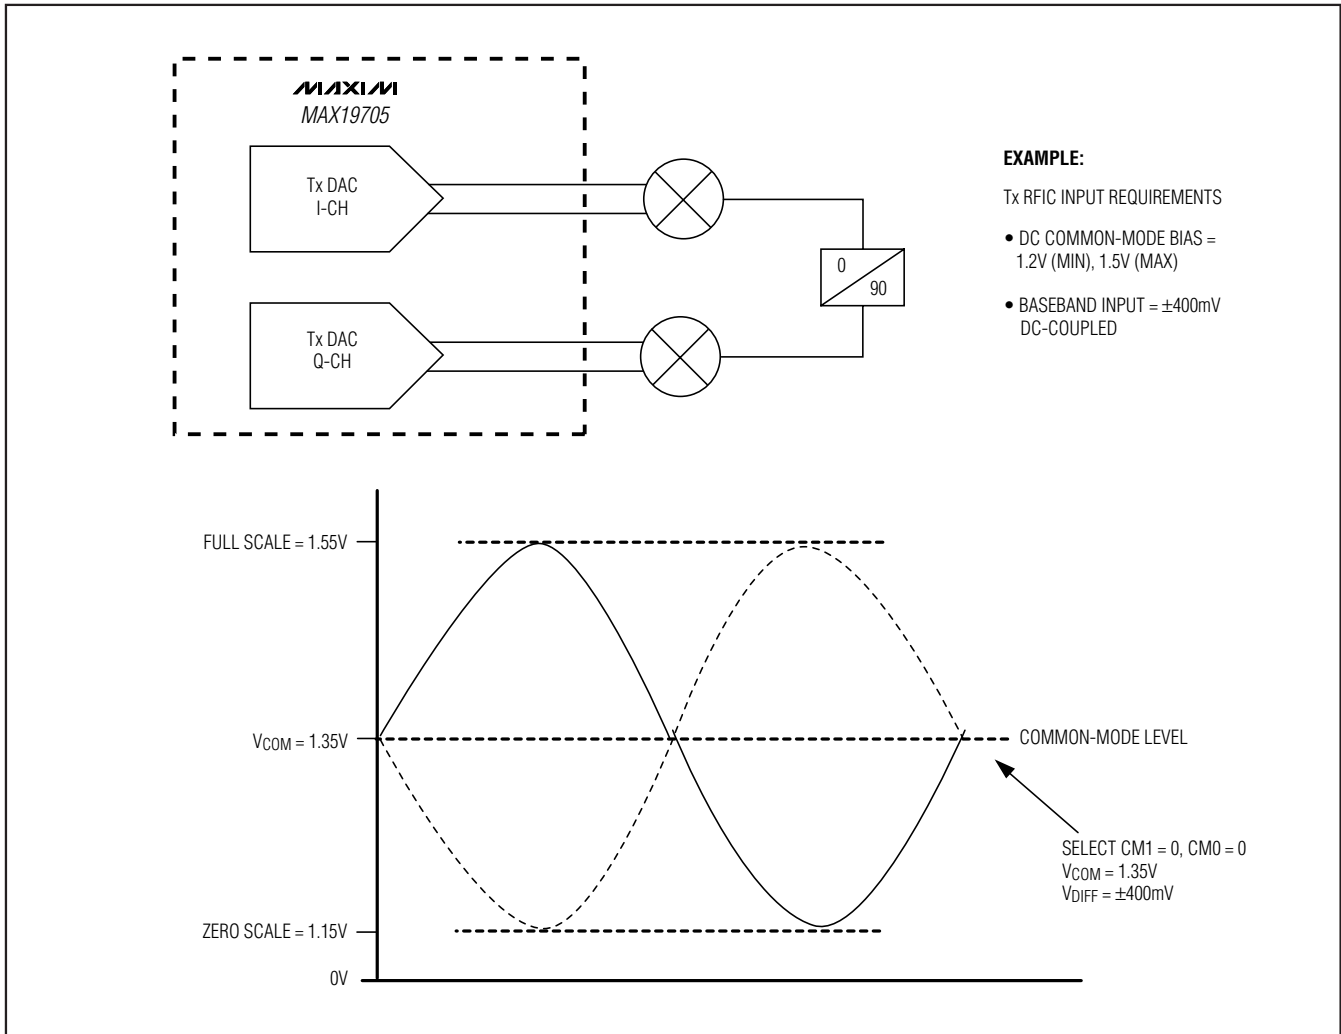 MAXIM
MAX19705
Tx DAC
I-CH
Tx DAC
Q-CH
0
90
EXAMPLE:
Tx RFIC INPUT REQUIREMENTS
• DC COMMON-MODE BIAS =
1.2V (MIN), 1.5V (MAX)
• BASEBAND INPUT = ±400mV
DC-COUPLED
FULL SCALE = 1.55V
VCOM = 1.35V
COMMON-MODE LEVEL
SELECT CM1 = 0, CM0 = 0
VCOM = 1.35V
VDIFF = ±400mV
ZERO SCALE = 1.15V
0V